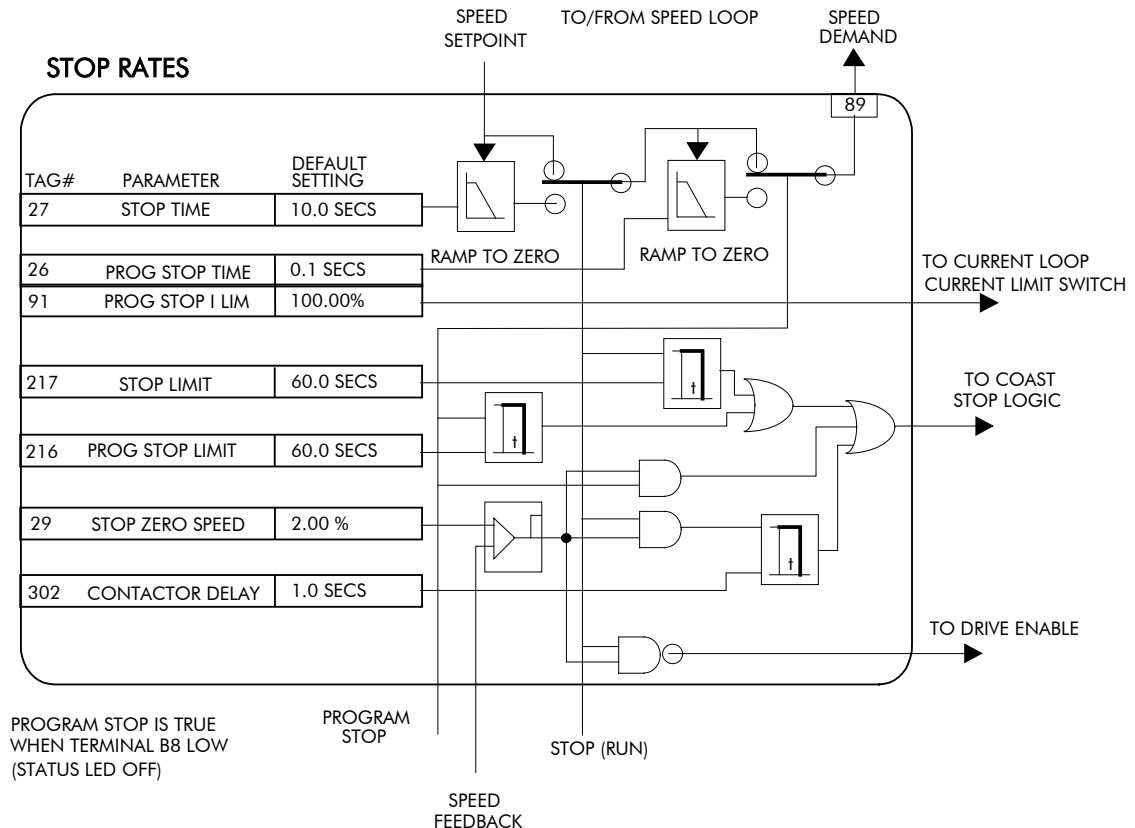 SPEED
SETPOINT
TO/FROM SPEED LOOP
SPEED
DEMAND
STOP RATES
89
TAG# PARAMETER DEFAULT
SETTING
27 STOP TIME 10.0 SECS
RAMP TO ZERO
RAMP TO ZERO
26 PROG STOP TIME 0.1 SECS
91 PROG STOP I LIM 100.00%
TO CURRENT LOOP
CURRENT LIMIT SWITCH
217 STOP LIMIT 60.0 SECS
t
TO COAST
STOP LOGIC
216 PROG STOP LIMIT 60.0 SECS
t
29 STOP ZERO SPEED 2.00 %
t
302 CONTACTOR DELAY 1.0 SECS
TO DRIVE ENABLE
PROGRAM STOP IS TRUE
WHEN TERMINAL B8 LOW
(STATUS LED OFF)
PROGRAM
STOP
STOP (RUN)
SPEED
FEEDBACK